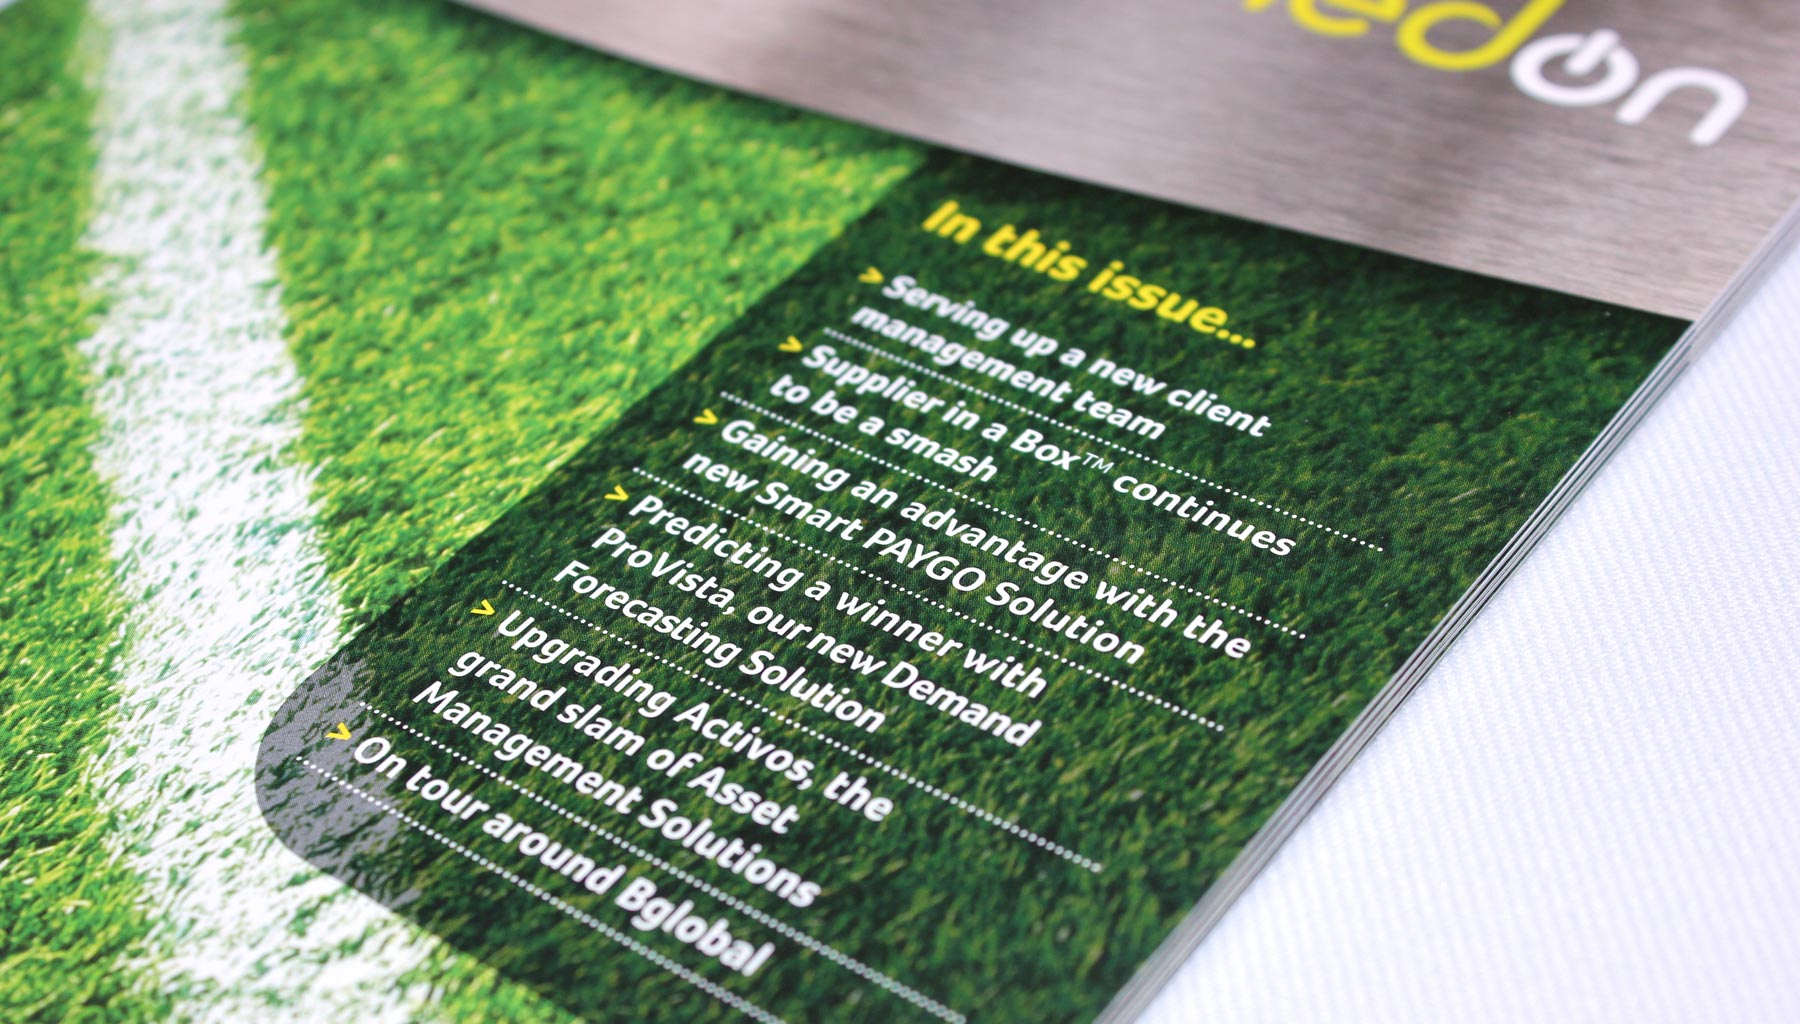 on
In this issue...
> Serving up a new client
management team
> Supplier in a Box™ continues
to be a smash
> Gaining an advantage with the
new Smart PAYGO Solution
> Predicting a winner with
ProVista, our new Demand
Forecasting Solution
> Upgrading Activos, the
grand slam of Asset
Management Solutions
> On tour around Bglobal